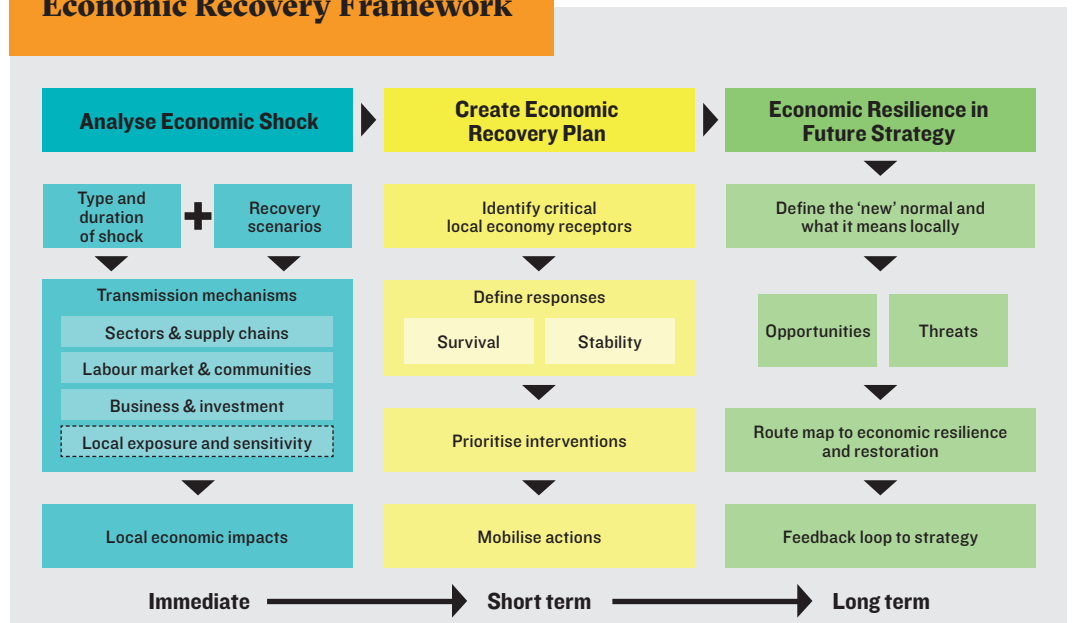 Economic Recovery Framework
Analyse Economic Shock
Type and
duration
of shock
Recovery
scenarios
Transmission mechanisms
Sectors & supply chains
Labour market & communities
Business & investment
Local exposure and sensitivity
Local economic impacts
Create Economic
Recovery Plan
Identify critical
local economy receptors
Define responses
Survival
Stability
Prioritise interventions
Mobilise actions
Economic Resilience in
Future Strategy
Define the ‘new’ normal and
what it means locally
Opportunities
Threats
Route map to economic resilience
and restoration
Feedback loop to strategy
Immediate
Short term
Long term